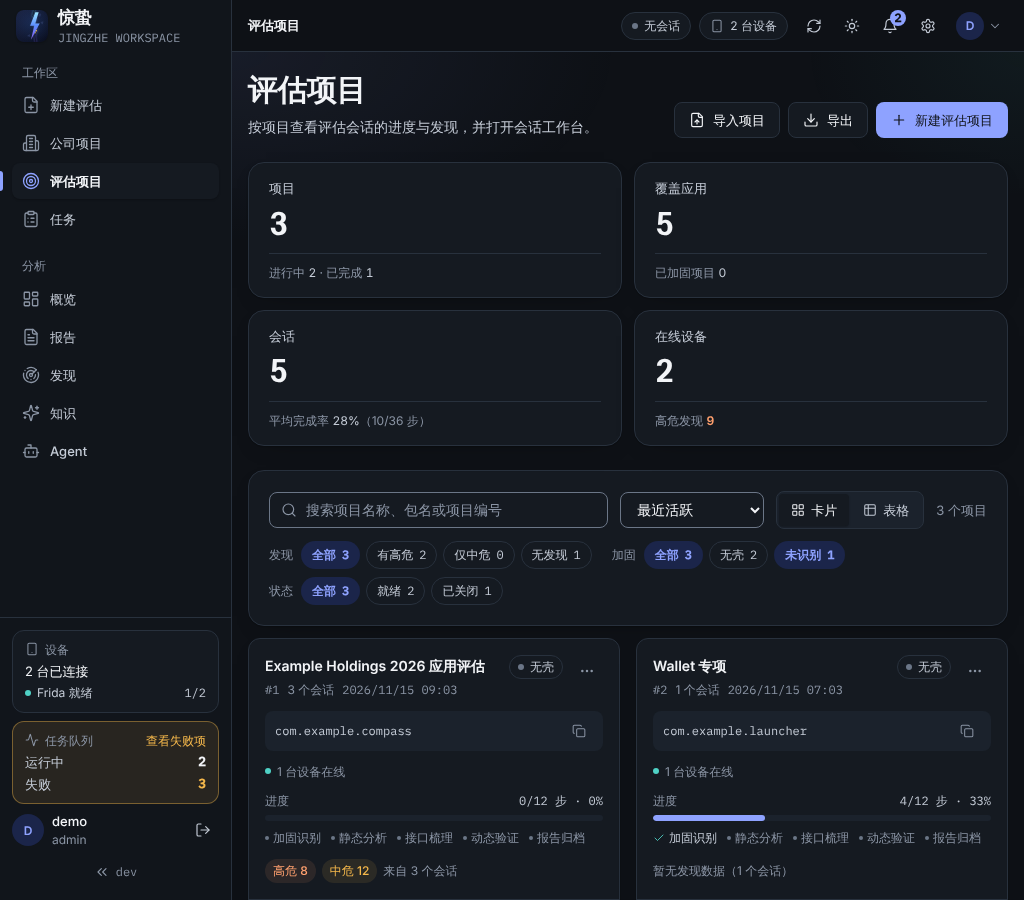 惊蛰
JINGZHE WORKSPACE
工作区
新建评估
公司项目
评估项目
任务
分析
概览
报告
发现
知识
Agent
设备
2 台已连接
Frida 就绪 1/2
任务队列 查看失败项
运行中 2
失败 3
D demo
admin
dev
评估项目 无会话 2 台设备 2 D
评估项目
按项目查看评估会话的进度与发现，并打开会话工作台。
导入项目 导出 新建评估项目
项目
3
进行中 2 · 已完成 1
覆盖应用
5
已加固项目 0
会话
5
平均完成率 28%（10/36 步）
在线设备
2
高危发现 9
搜索项目名称、包名或项目编号 最近活跃 卡片 表格 3 个项目
发现 全部 3 有高危 2 仅中危 0 无发现 1 加固 全部 3 无壳 2 未识别 1
状态 全部 3 就绪 2 已关闭 1
Example Holdings 2026 应用评估 无壳 …
#1 3 个会话 2026/11/15 09:03
com.example.compass
1 台设备在线
进度 0/12 步 · 0%
加固识别 静态分析 接口梳理 动态验证 报告归档
高危 8 中危 12 来自 3 个会话
Wallet 专项 无壳 …
#2 1 个会话 2026/11/15 07:03
com.example.launcher
1 台设备在线
进度 4/12 步 · 33%
加固识别 静态分析 接口梳理 动态验证 报告归档
暂无发现数据（1 个会话）